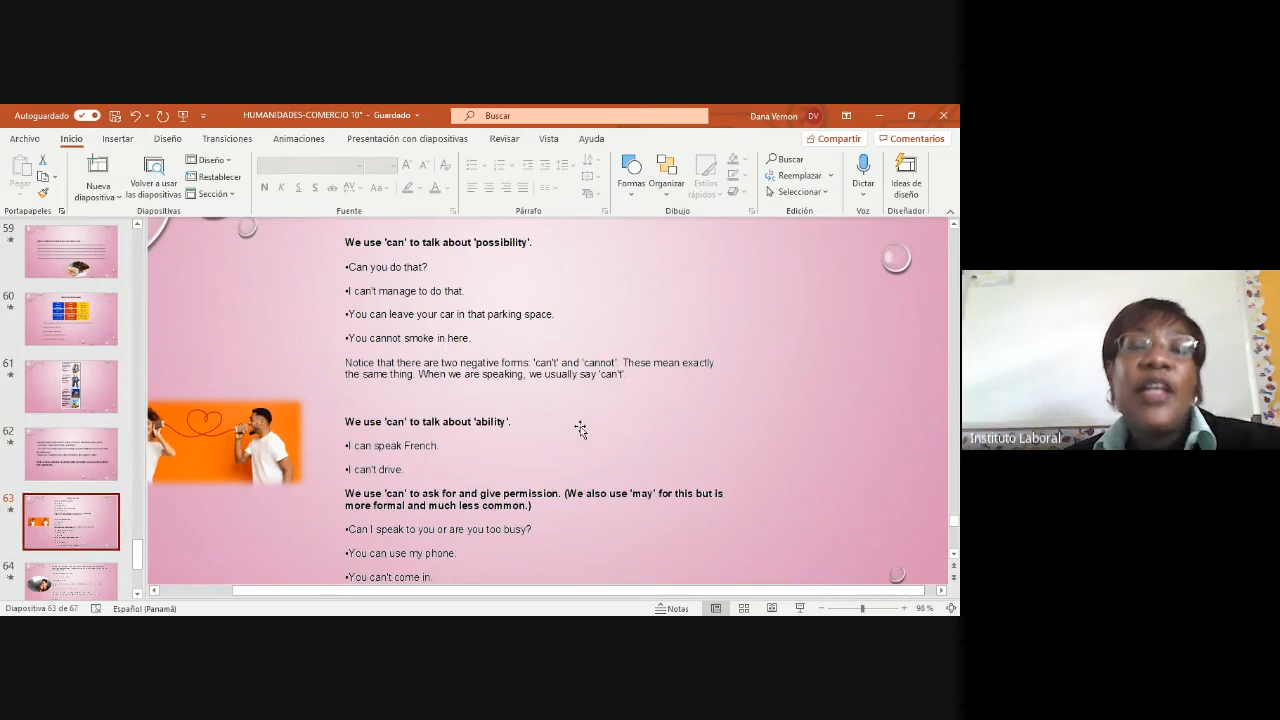 Autoguardado
HUMANIDADES-COMERCIO 10° - Guardado
Buscar
Dana Vernon
DV
Archivo
Inicio
Insertar
Diseño
Transiciones
Animaciones
Presentación con diapositivas
Revisar
Vista
Ayuda
Compartir
Comentarios
Pegar
Nueva
diapositiva
Volver a usar
las diapositivas
Diseño
Restablecer
Sección
N K S S ab AV Aa A
Formas
Organizar
Estilos
rápidos
Buscar
Reemplazar
Seleccionar
Dictar
Ideas de
diseño
Portapapeles
Diapositivas
Fuente
Párrafo
Dibujo
Edición
Voz
Diseñador
59
60
61
62
63
64
We use 'can' to talk about 'possibility'.
•Can you do that?
•I can't manage to do that.
•You can leave your car in that parking space.
•You cannot smoke in here.
Notice that there are two negative forms: 'can't' and 'cannot'. These mean exactly
the same thing. When we are speaking, we usually say 'can't'.
We use 'can' to talk about 'ability'.
•I can speak French.
•I can't drive.
We use 'can' to ask for and give permission. (We also use 'may' for this but is
more formal and much less common.)
•Can I speak to you or are you too busy?
•You can use my phone.
•You can't come in.
Diapositiva 63 de 67
Español (Panamá)
Notas
98 %
Instituto Laboral